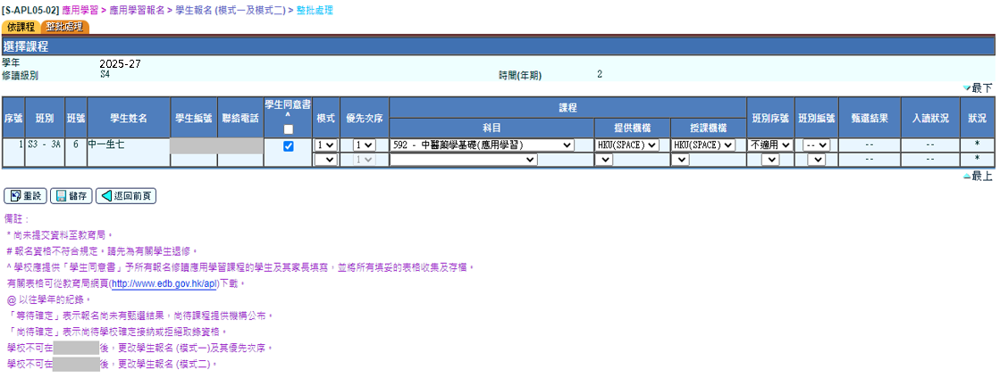 [S-APL05-02] 應用學習 > 應用學習報名 > 學生報名 (模式一及模式二) > 整批處理
依課程 整批處理
選擇課程
學年 2025-27
修讀級別 S4 時間(年期) 2
最下
序號 班別 班號 學生姓名 學生編號 聯絡電話 學生同意書 ^ 模式 優先次序 課程 班別序號 班別編號 甄選結果 入讀狀況 狀況
科目 提供機構 授課機構
1 S3 - 3A 6 中一生七 1 1 592 - 中醫藥學基礎(應用學習) HKU(SPACE) HKU(SPACE) 不適用 -- -- -- *
1 -- -- *
最上
重設 儲存 返回前頁
備註：
* 尚未提交資料至教育局。
# 報名資格不符合規定。請先為有關學生退修。
^ 學校應提供「學生同意書」予所有報名修讀應用學習課程的學生及其家長填寫，並將所有填妥的表格收集及存檔。
有關表格可從教育局網頁(http://www.edb.gov.hk/apl)下載。
@ 以往學年的紀錄。
「等待確定」表示報名尚未有甄選結果，尚待課程提供機構公布。
「尚待確定」表示尚待學校確定接納或拒絕取錄資格。
學校不可在 後，更改學生報名 (模式一)及其優先次序。
學校不可在 後，更改學生報名 (模式二)。